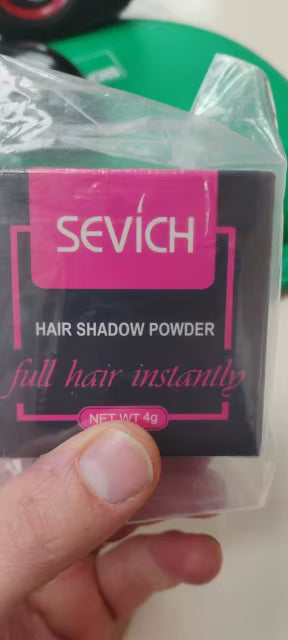 SEVICH
HAIR SHADOW POWDER
full hair instantly
NET WT 4g